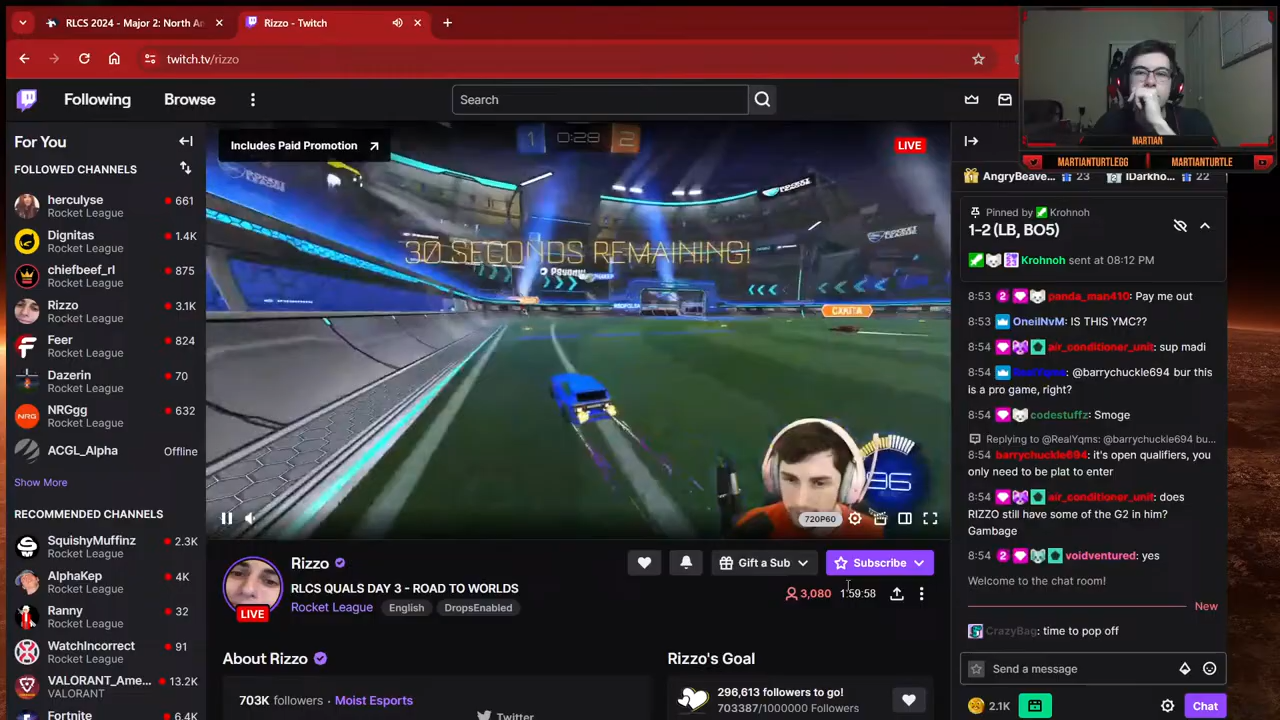 RLCS 2024 - Major 2: North An
Rizzo - Twitch
twitch.tv/rizzo
Following
Browse
Search
MARTIAN
MARTIANTURTLEGG
MARTIANTURTLE
For You
FOLLOWED CHANNELS
herculyse
661
Rocket League
Dignitas
1.4K
Rocket League
chiefbeef_rl
875
Rocket League
Rizzo
3.1K
Rocket League
Feer
824
Rocket League
Dazerin
70
Rocket League
NRGgg
632
Rocket League
ACGL_Alpha
Offline
Show More
RECOMMENDED CHANNELS
SquishyMuffinz
2.3K
Rocket League
AlphaKep
4K
Rocket League
Ranny
32
Rocket League
WatchIncorrect
91
Rocket League
VALORANT_Ame...
13.2K
VALORANT
Fortnite
6.4K
Includes Paid Promotion
1 0:28 2
LIVE
30 SECONDS REMAINING!
CAKITA
96
720P60
Rizzo
LIVE
RLCS QUALS DAY 3 - ROAD TO WORLDS
Rocket League
English
DropsEnabled
Gift a Sub
Subscribe
3,080
1:59:58
About Rizzo
703K followers · Moist Esports
Twitter
Rizzo's Goal
296,613 followers to go!
703387/1000000 Followers
AngryBeave... 23
IDarkho... 22
Pinned by Krohnoh
1-2 (LB, BO5)
Krohnoh sent at 08:12 PM
8:53 panda_man410: Pay me out
8:53 OneilNvM: IS THIS YMC??
8:54 air_conditioner_unit: sup madi
8:54 RealYqms: @barrychuckle694 bur this
is a pro game, right?
8:54 codestuffz: Smoge
Replying to @RealYqms: @barrychuckle694 bu...
8:54 barrychuckle694: it's open qualifiers, you
only need to be plat to enter
8:54 air_conditioner_unit: does
RIZZO still have some of the G2 in him?
Gambage
8:54 voidventured: yes
Welcome to the chat room!
New
CrazyBag: time to pop off
Send a message
2.1K
Chat